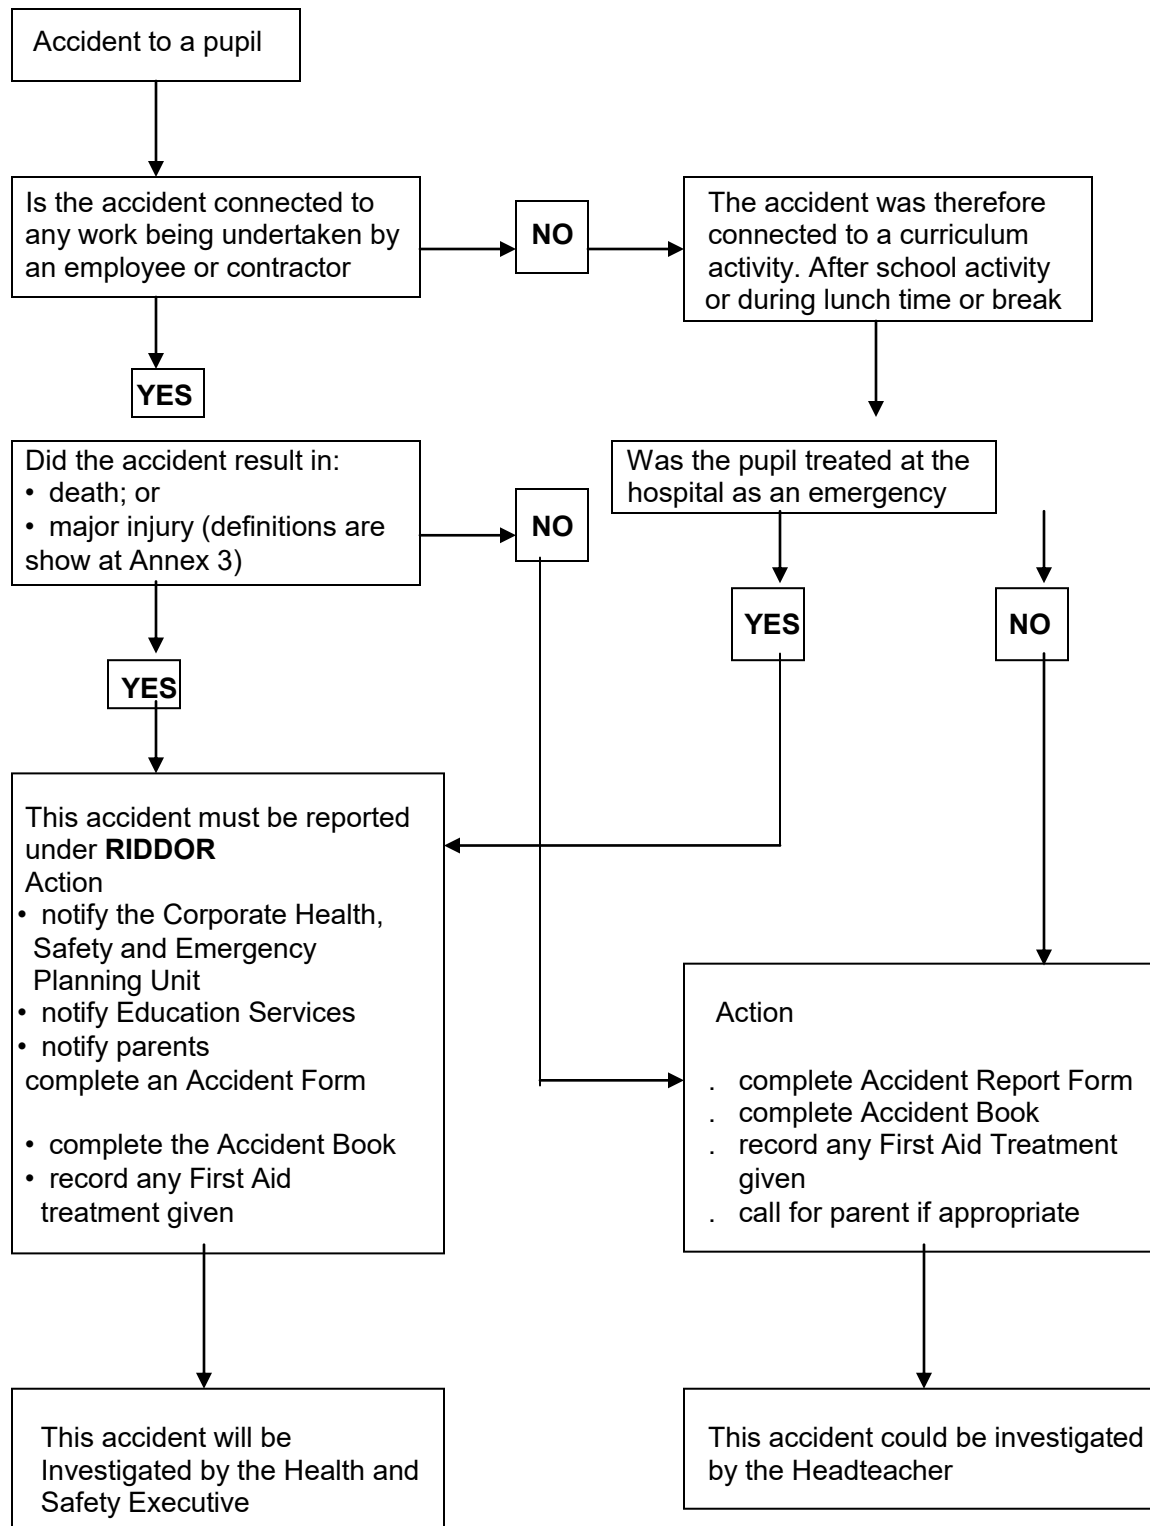 Accident to a pupil
Is the accident connected to
any work being undertaken by
an employee or contractor
NO
The accident was therefore
connected to a curriculum
activity. After school activity
or during lunch time or break
YES
Did the accident result in:
• death; or
• major injury (definitions are
show at Annex 3)
NO
Was the pupil treated at the
hospital as an emergency
YES
NO
YES
This accident must be reported
under RIDDOR
Action
• notify the Corporate Health,
Safety and Emergency
Planning Unit
• notify Education Services
• notify parents
complete an Accident Form
• complete the Accident Book
• record any First Aid
treatment given
Action
. complete Accident Report Form
. complete Accident Book
. record any First Aid Treatment
given
. call for parent if appropriate
This accident will be
Investigated by the Health and
Safety Executive
This accident could be investigated
by the Headteacher